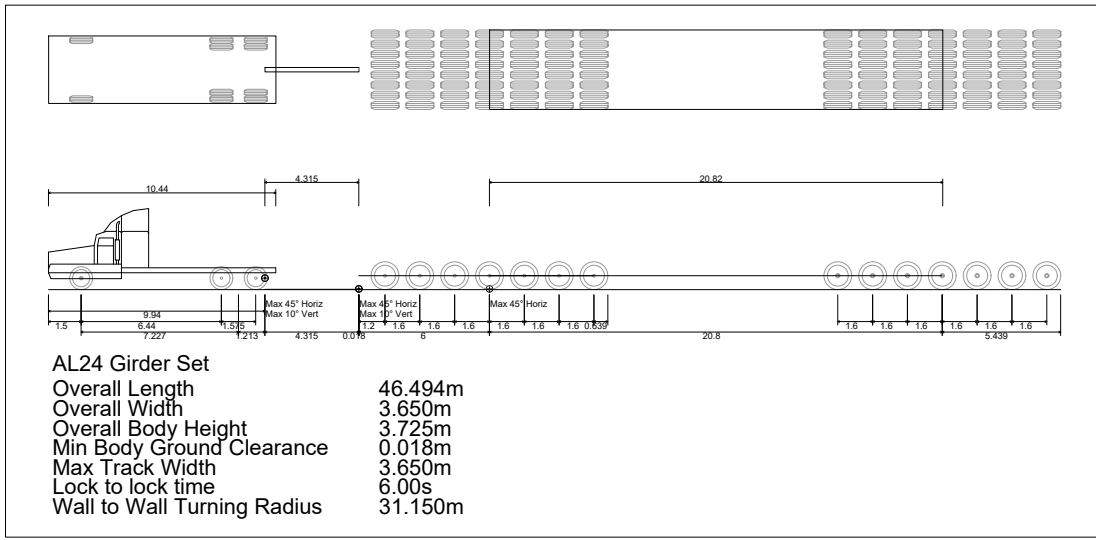 4.315
20.82
10.44
Max 45° Horiz
Max 10° Vert
Max 45° Horiz
Max 10° Vert
Max 45° Horiz
9.94
1.5 6.44 1.575 1.2 1.6 1.6 1.6 1.6 1.6 1.6 0.639 1.6 1.6 1.6 1.6 1.6 1.6
7.227 1.213 4.315 0.018 6 20.8 5.439
AL24 Girder Set
Overall Length 46.494m
Overall Width 3.650m
Overall Body Height 3.725m
Min Body Ground Clearance 0.018m
Max Track Width 3.650m
Lock to lock time 6.00s
Wall to Wall Turning Radius 31.150m